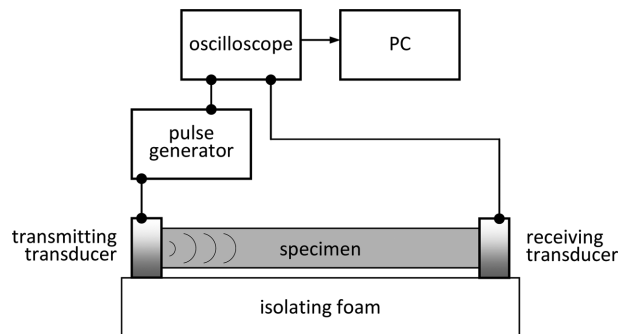 oscilloscope
PC
pulse
generator
transmitting
transducer
specimen
receiving
transducer
isolating foam